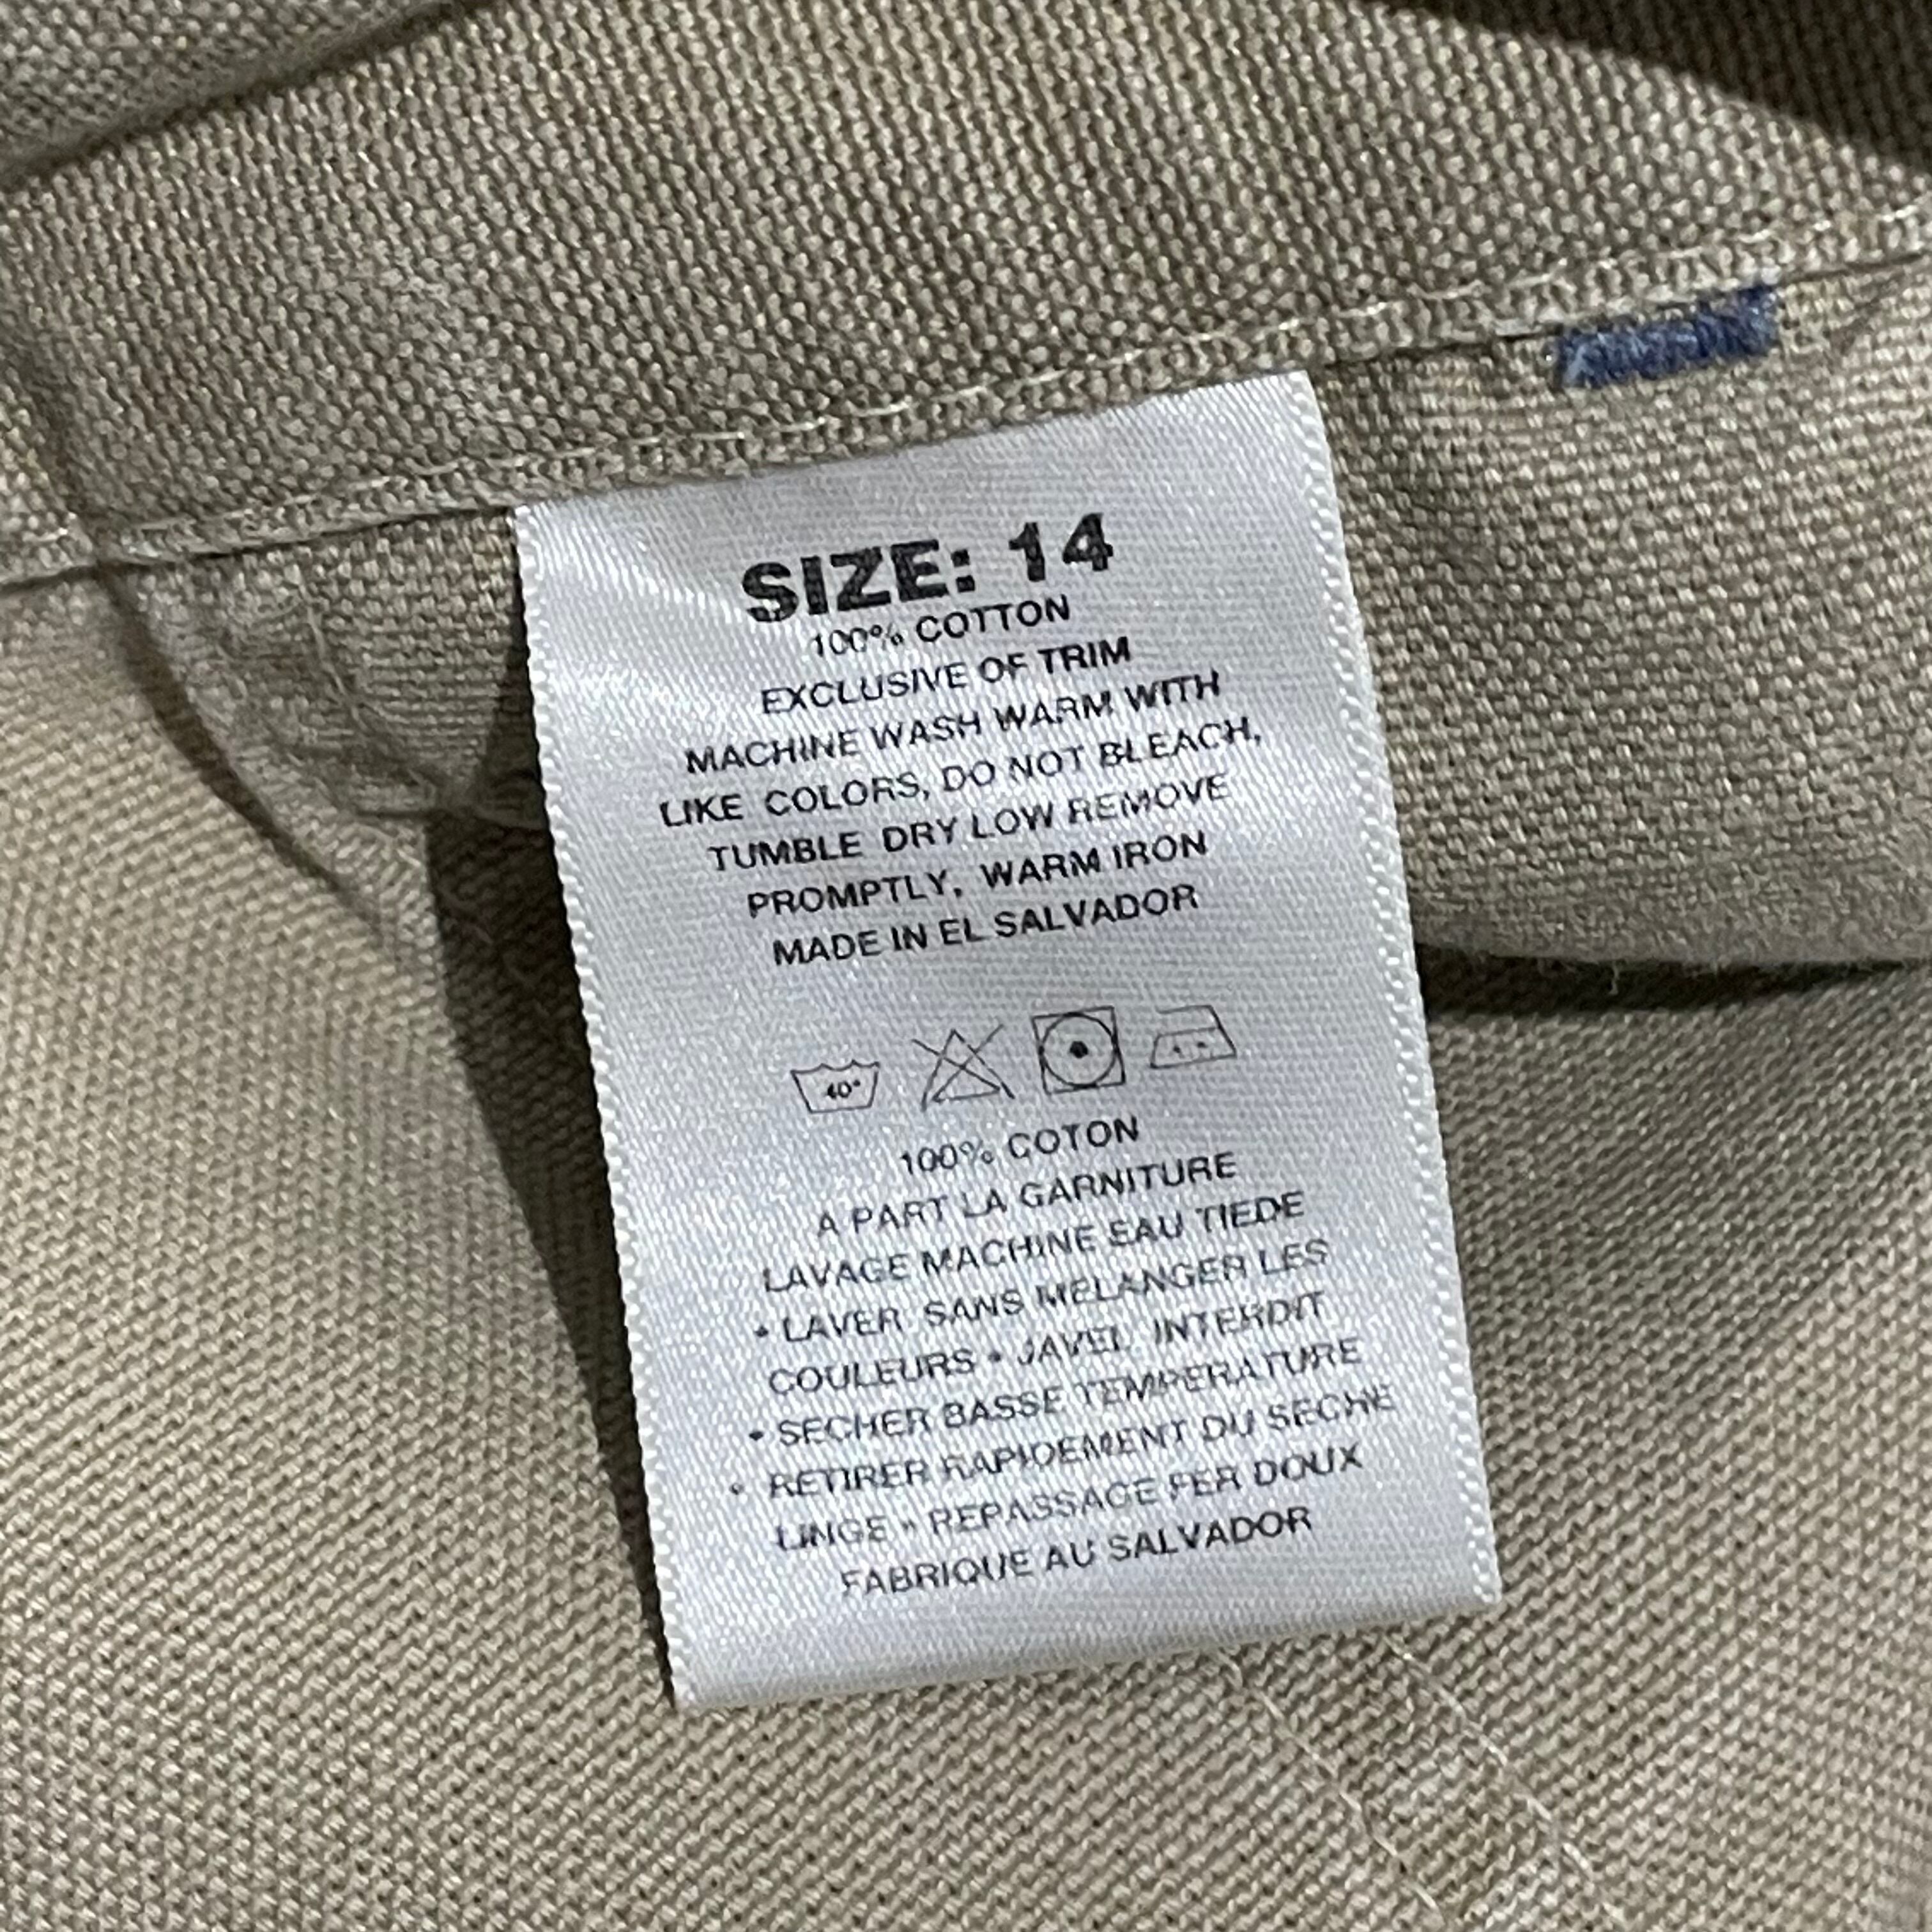 SIZE: 14
100% COTTON
EXCLUSIVE OF TRIM
MACHINE WASH WARM WITH
LIKE COLORS, DO NOT BLEACH,
TUMBLE DRY LOW REMOVE
PROMPTLY, WARM IRON
MADE IN EL SALVADOR
40°
100% COTON
A PART LA GARNITURE
LAVAGE MACHINE EAU TIEDE
• LAVER SANS MELANGER LES
COULEURS • JAVEL INTERDIT
• SECHER BASSE TEMPERATURE
• RETIRER RAPIDEMENT DU SECHE
LINGE • REPASSAGE FER DOUX
FABRIQUE AU SALVADOR